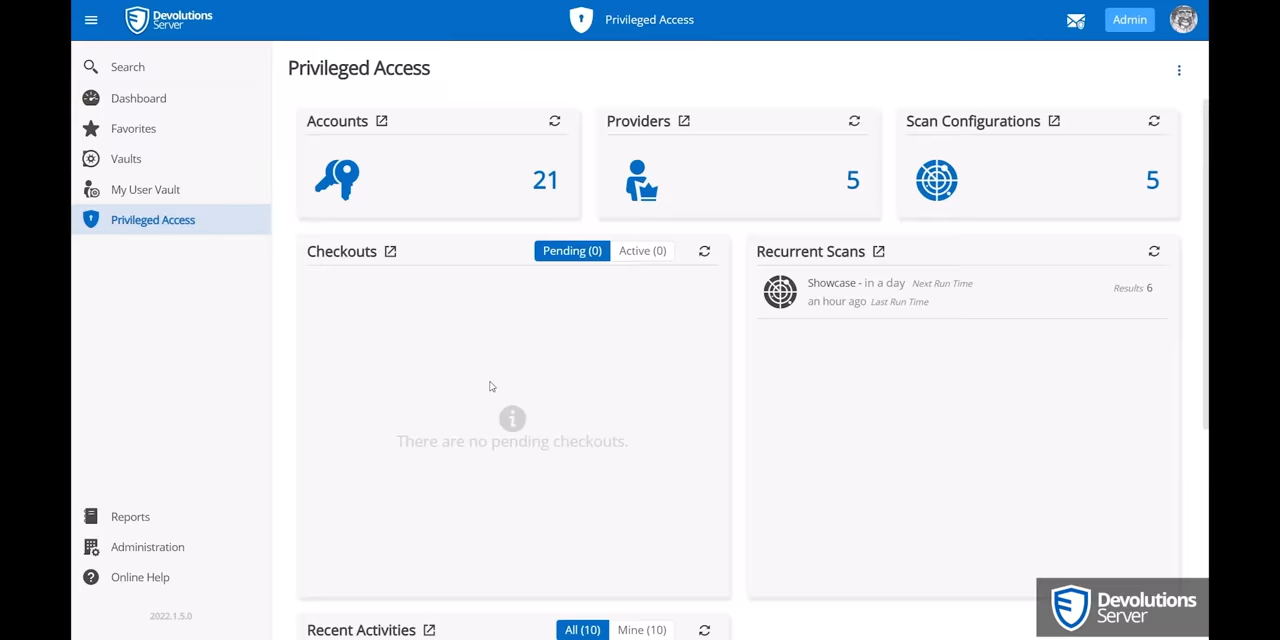 Devolutions
Server
Privileged Access
Admin
Search
Dashboard
Favorites
Vaults
My User Vault
Privileged Access
Reports
Administration
Online Help
2022.1.5.0
Privileged Access
Accounts
21
Providers
5
Scan Configurations
5
Checkouts
Pending (0)
Active (0)
There are no pending checkouts.
Recurrent Scans
Showcase - in a day Next Run Time
an hour ago Last Run Time
Results 6
Recent Activities
All (10)
Mine (10)
Devolutions
Server